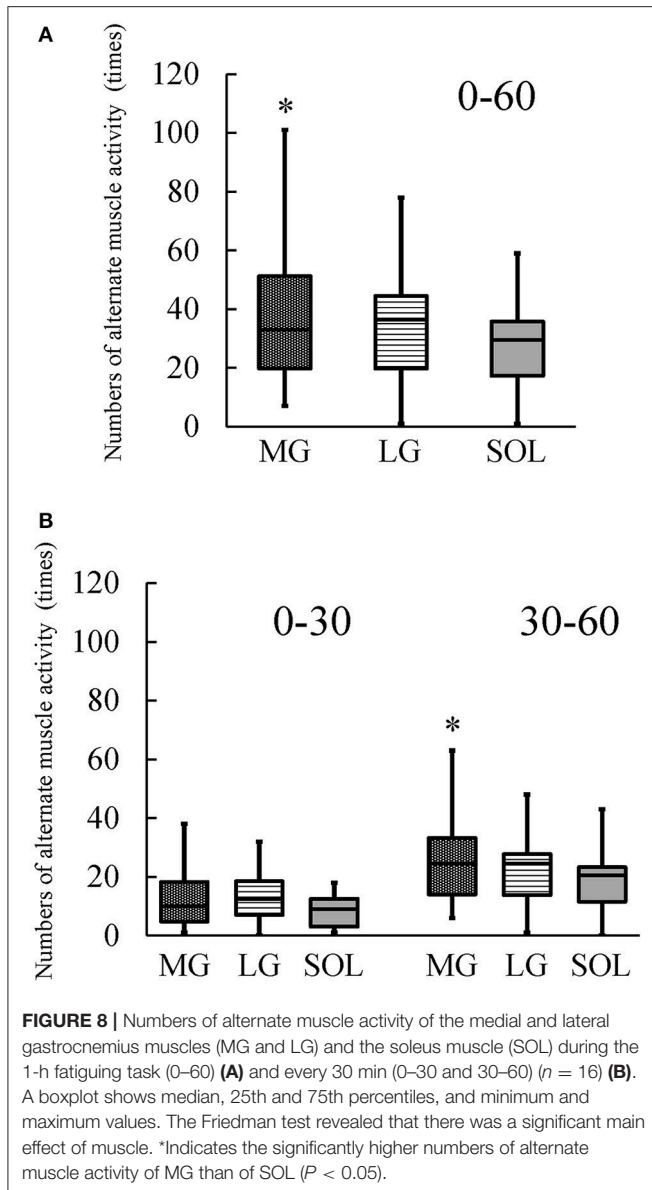 A
Numbers of alternate muscle activity (times)
0-60
120
100
80
60
40
20
0
*
MG LG SOL
B
Numbers of alternate muscle activity (times)
0-30 30-60
120
100
80
60
40
20
0
*
MG LG SOL MG LG SOL
FIGURE 8 | Numbers of alternate muscle activity of the medial and lateral
gastrocnemius muscles (MG and LG) and the soleus muscle (SOL) during the
1-h fatiguing task (0–60) (A) and every 30 min (0–30 and 30–60) (n = 16) (B).
A boxplot shows median, 25th and 75th percentiles, and minimum and
maximum values. The Friedman test revealed that there was a significant main
effect of muscle. *Indicates the significantly higher numbers of alternate
muscle activity of MG than of SOL (P < 0.05).